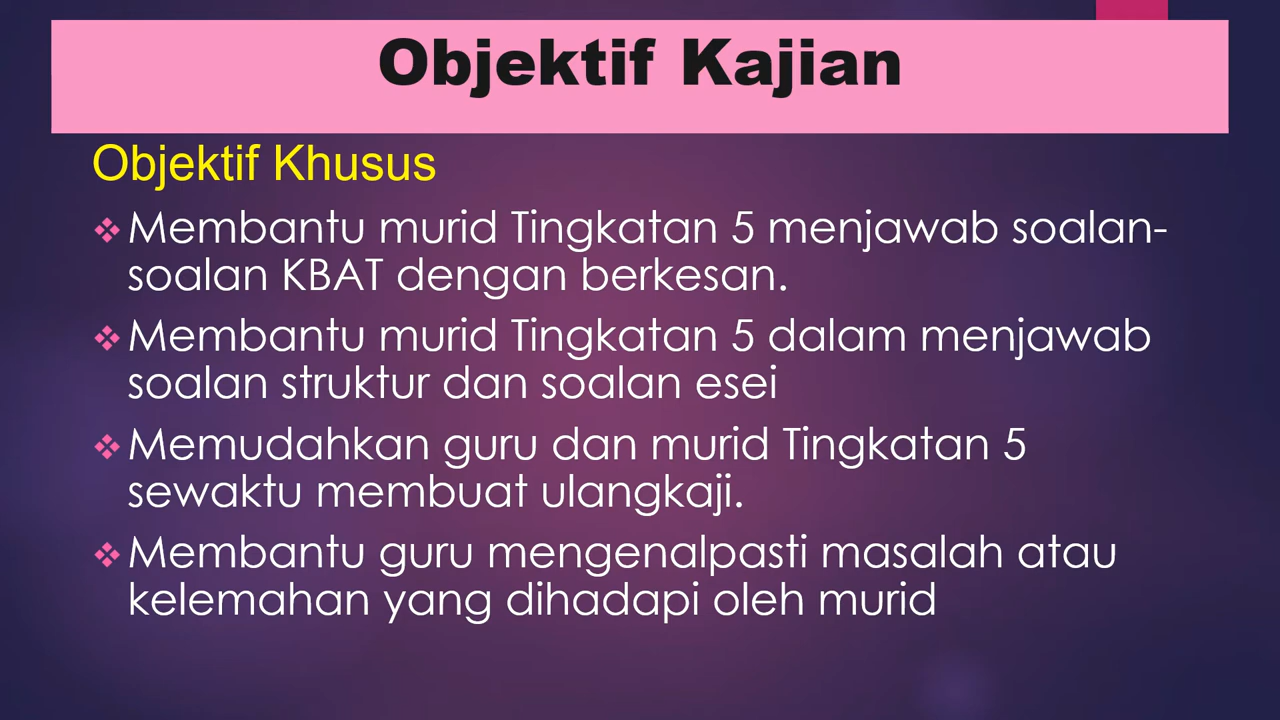 Objektif Kajian
Objektif Khusus
Membantu murid Tingkatan 5 menjawab soalan-
soalan KBAT dengan berkesan.
Membantu murid Tingkatan 5 dalam menjawab
soalan struktur dan soalan esei
Memudahkan guru dan murid Tingkatan 5
sewaktu membuat ulangkaji.
Membantu guru mengenalpasti masalah atau
kelemahan yang dihadapi oleh murid